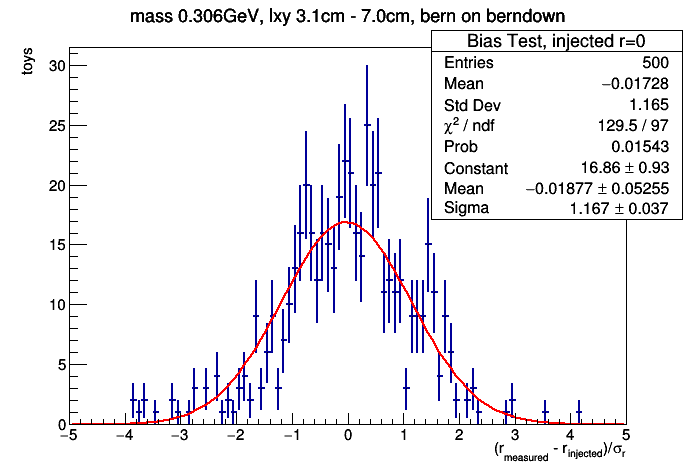 mass 0.306GeV, lxy 3.1cm - 7.0cm, bern on berndown
toys
Bias Test, injected r=0
Entries 500
Mean −0.01728
Std Dev 1.165
χ² / ndf 129.5 / 97
Prob 0.01543
Constant 16.86 ± 0.93
Mean −0.01877 ± 0.05255
Sigma 1.167 ± 0.037
30
25
20
15
10
5
0
−5 −4 −3 −2 −1 0 1 2 3 4 5
(r_measured - r_injected)/σ_r